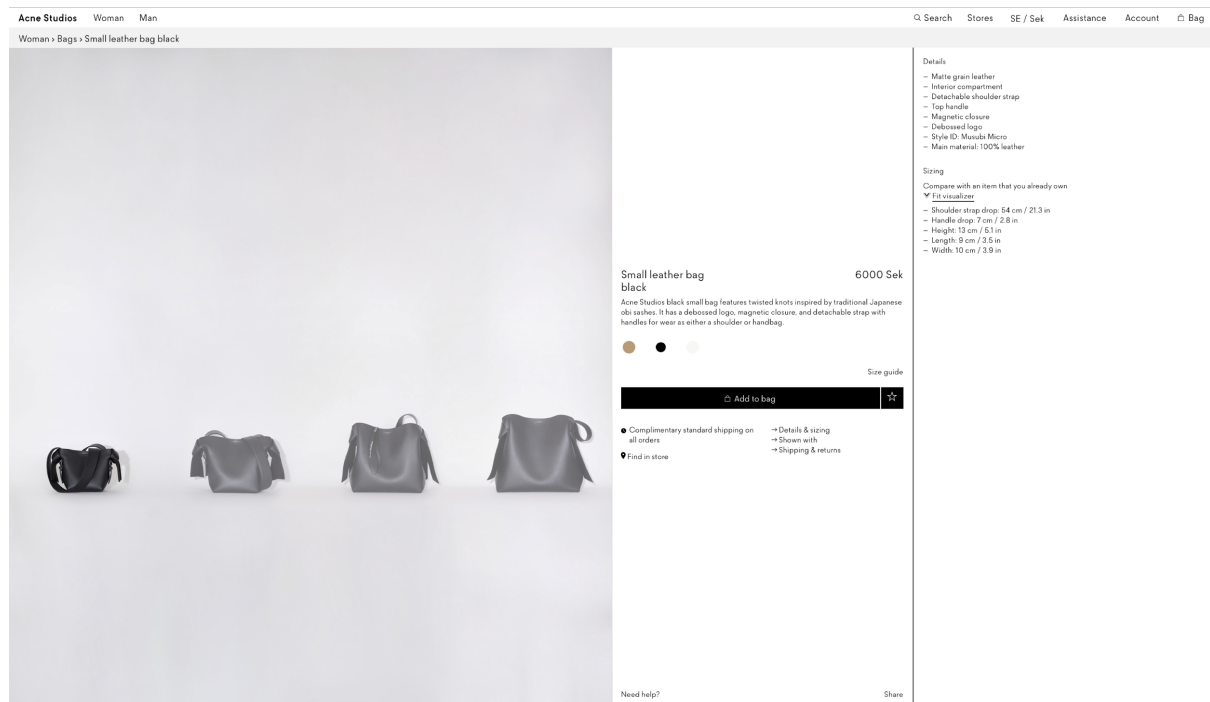 Acne Studios Woman Man Search Stores SE / Sek Assistance Account Bag
Woman › Bags › Small leather bag black
Small leather bag
black
6000 Sek
Acne Studios black small bag features twisted knots inspired by traditional Japanese
obi sashes. It has a debossed logo, magnetic closure, and detachable strap with
handles for wear as either a shoulder or handbag.
Size guide
Add to bag
Complimentary standard shipping on
all orders
Find in store
→ Details & sizing
→ Shown with
→ Shipping & returns
Need help?
Share
Details
– Matte grain leather
– Interior compartment
– Detachable shoulder strap
– Top handle
– Magnetic closure
– Debossed logo
– Style ID: Musubi Micro
– Main material: 100% leather
Sizing
Compare with an item that you already own
Fit visualizer
– Shoulder strap drop: 54 cm / 21.3 in
– Handle drop: 7 cm / 2.8 in
– Height: 13 cm / 5.1 in
– Length: 9 cm / 3.5 in
– Width: 10 cm / 3.9 in